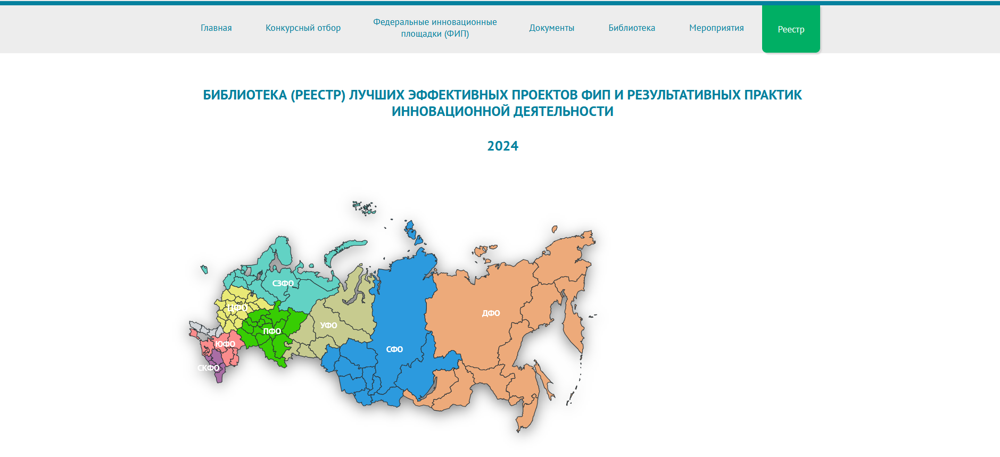 Главная
Конкурсный отбор
Федеральные инновационные
площадки (ФИП)
Документы
Библиотека
Мероприятия
Реестр
БИБЛИОТЕКА (РЕЕСТР) ЛУЧШИХ ЭФФЕКТИВНЫХ ПРОЕКТОВ ФИП И РЕЗУЛЬТАТИВНЫХ ПРАКТИК
ИННОВАЦИОННОЙ ДЕЯТЕЛЬНОСТИ
2024
СЗФО
ЦФО
ДФО
УФО
ПФО
ЮФО
СФО
СКФО